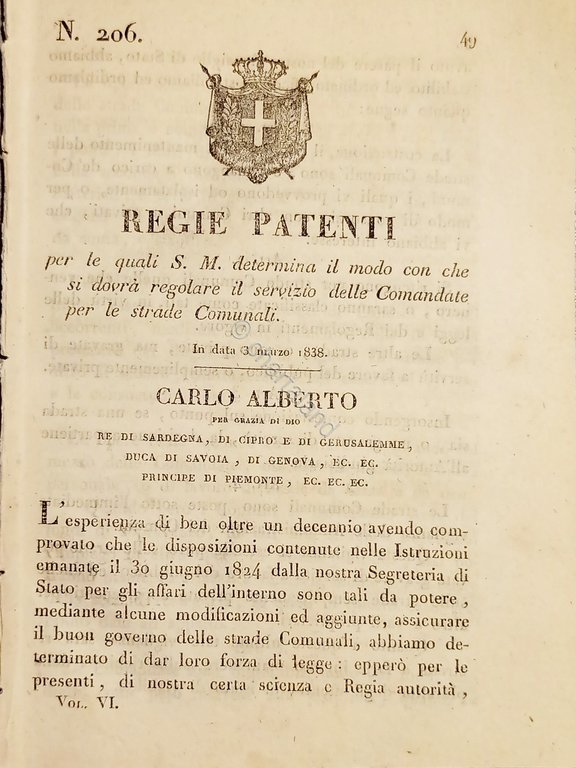 N. 206.
49
REGIE PATENTI
per le quali S. M. determina il modo con che
si dovrà regolare il servizio delle Comandate
per le strade Comunali.
In data 3 marzo 1838.
CARLO ALBERTO
PER GRAZIA DI DIO
RE DI SARDEGNA, DI CIPRO E DI GERUSALEMME,
DUCA DI SAVOIA, DI GENOVA, EC. EC.
PRINCIPE DI PIEMONTE, EC. EC. EC.
L'esperienza di ben oltre un decennio avendo com-
provato che le disposizioni contenute nelle Istruzioni
emanate il 30 giugno 1824 dalla nostra Segreteria di
Stato per gli affari dell'interno sono tali da potere,
mediante alcune modificazioni ed aggiunte, assicurare
il buon governo delle strade Comunali, abbiamo de-
terminato di dar loro forza di legge: epperò per le
presenti, di nostra certa scienza e Regia autorità,
VOL. VI.